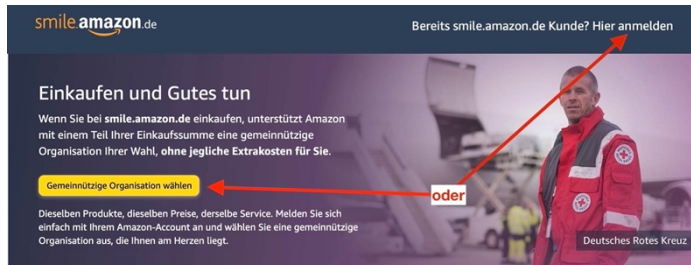 smile.amazon.de
Bereits smile.amazon.de Kunde? Hier anmelden
Einkaufen und Gutes tun
Wenn Sie bei smile.amazon.de einkaufen, unterstützt Amazon
mit einem Teil Ihrer Einkaufssumme eine gemeinnützige
Organisation Ihrer Wahl, ohne jegliche Extrakosten für Sie.
Gemeinnützige Organisation wählen
oder
Dieselben Produkte, dieselben Preise, derselbe Service. Melden Sie sich
einfach mit Ihrem Amazon-Account an und wählen Sie eine gemeinnützige
Organisation aus, die Ihnen am Herzen liegt.
Deutsches Rotes Kreuz